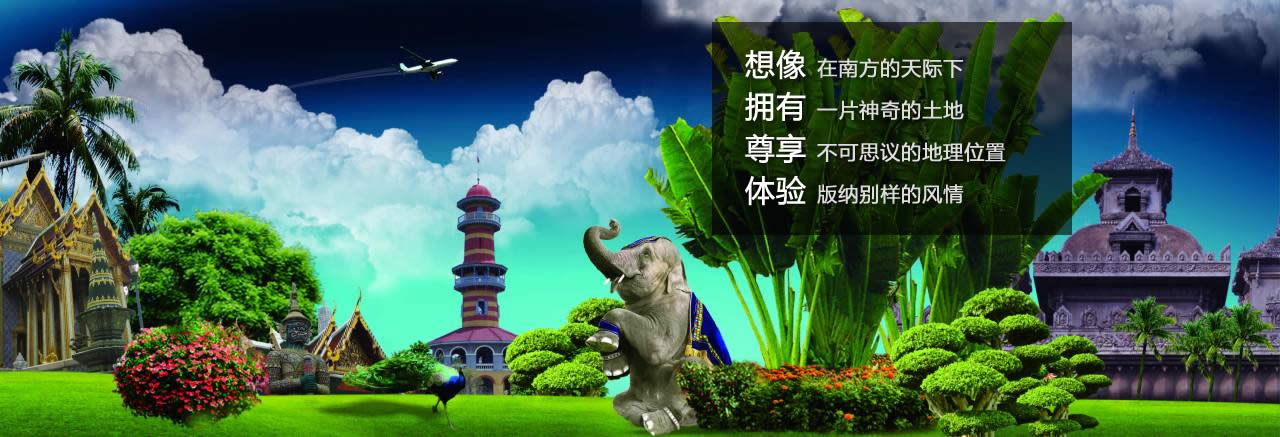 想像 在南方的天际下
拥有 一片神奇的土地
尊享 不可思议的地理位置
体验 版纳别样的风情